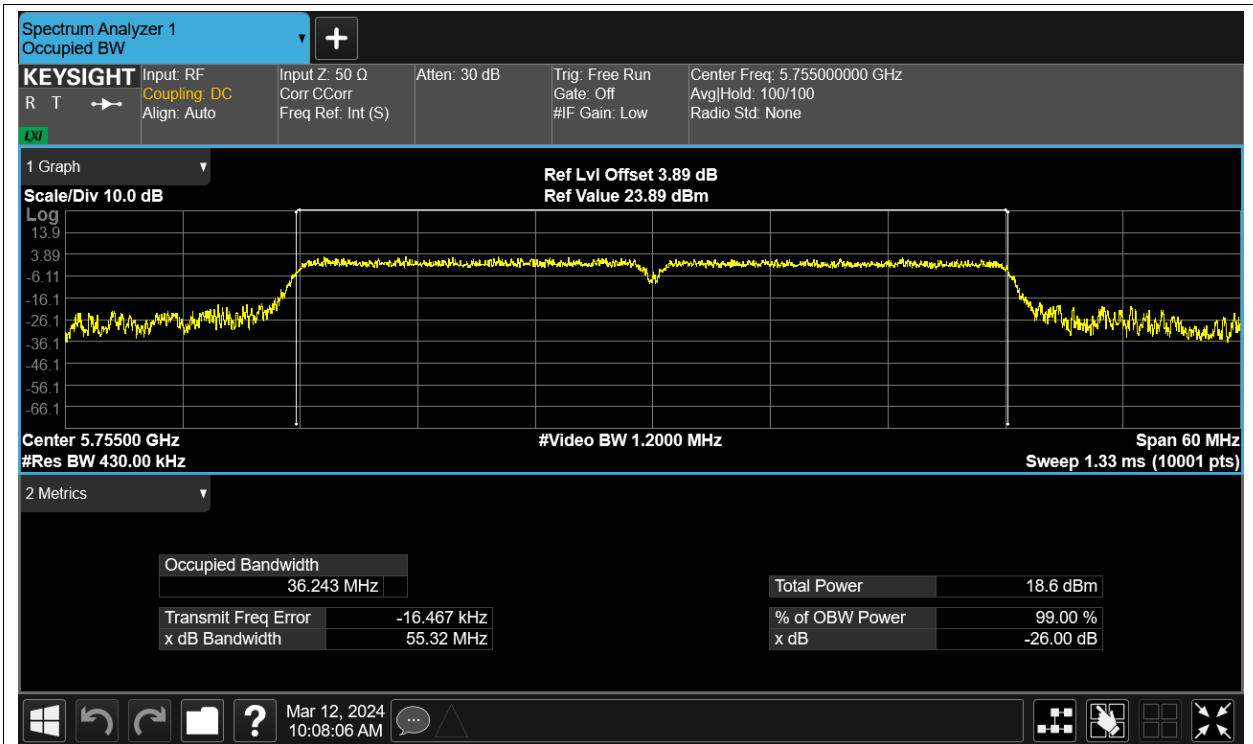 Spectrum Analyzer 1
Occupied BW
KEYSIGHT
R T
LXI
Input: RF
Coupling: DC
Align: Auto
Input Z: 50 Ω
Corr CCorr
Freq Ref: Int (S)
Atten: 30 dB
Trig: Free Run
Gate: Off
#IF Gain: Low
Center Freq: 5.755000000 GHz
Avg|Hold: 100/100
Radio Std: None
1 Graph
Scale/Div 10.0 dB
Ref Lvl Offset 3.89 dB
Ref Value 23.89 dBm
Log
13.9
3.89
-6.11
-16.1
-26.1
-36.1
-46.1
-56.1
-66.1
Center 5.75500 GHz
#Video BW 1.2000 MHz
Span 60 MHz
#Res BW 430.00 kHz
Sweep 1.33 ms (10001 pts)
2 Metrics
Occupied Bandwidth
36.243 MHz
Transmit Freq Error -16.467 kHz
x dB Bandwidth 55.32 MHz
Total Power 18.6 dBm
% of OBW Power 99.00 %
x dB -26.00 dB
?
Mar 12, 2024
10:08:06 AM